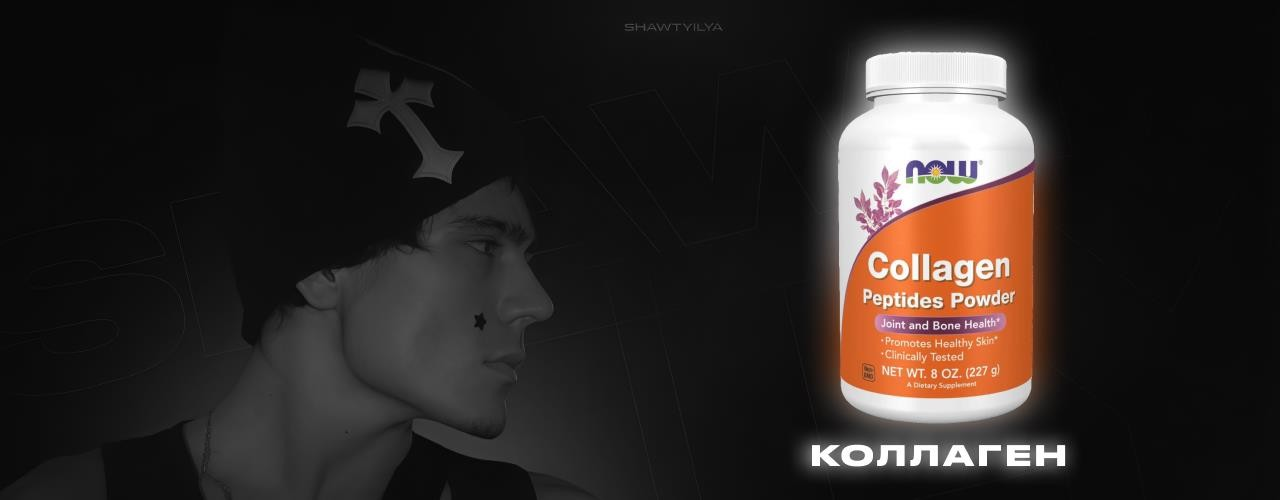 SHAWTYILYA
now
Collagen
Peptides Powder
Joint and Bone Health*
· Promotes Healthy Skin*
· Clinically Tested
NET WT. 8 OZ. (227 g)
A Dietary Supplement
КОЛЛАГЕН